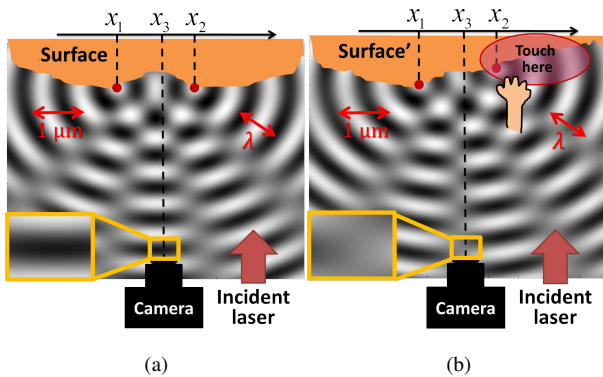 x₁ x₃ x₂
Surface
1 μm
λ
Camera
Incident
laser
(a)
x₁ x₃ x₂
Surface'
Touch
here
1 μm
λ
Camera
Incident
laser
(b)